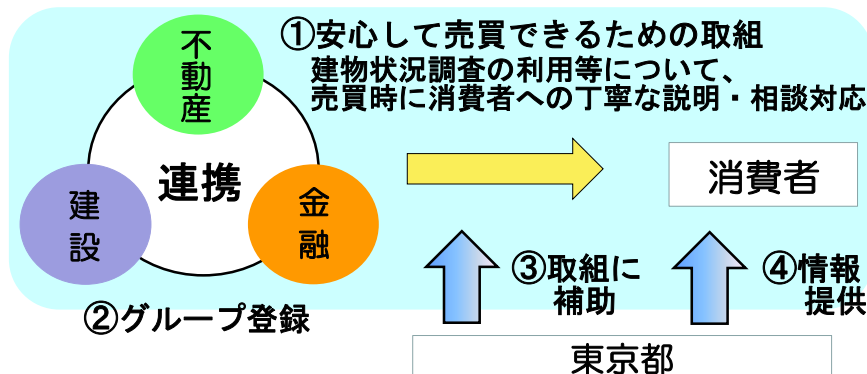 ①安心して売買できるための取組
建物状況調査の利用等について、
売買時に消費者への丁寧な説明・相談対応
不動産
連携
建設
金融
消費者
②グループ登録
③取組に
補助
④情報
提供
東京都